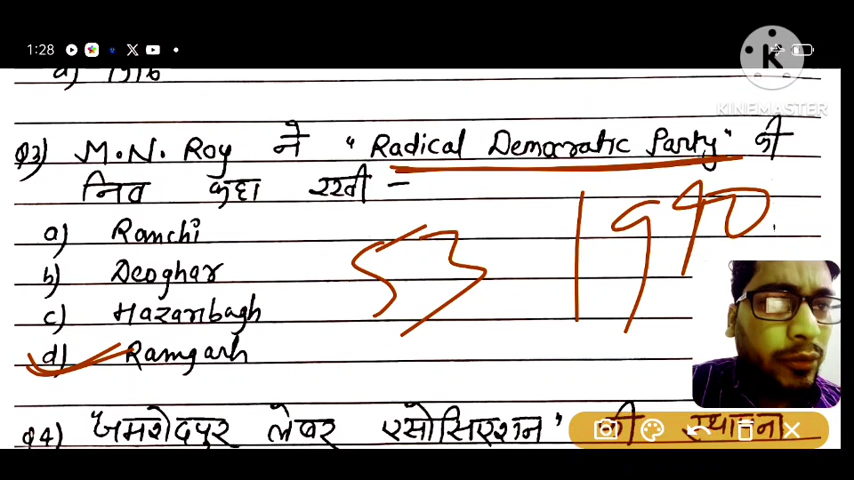 1:28
a) 1916
KINEMASTER
Q3) M.N. Roy ने "Radical Democratic Party" की
निव कहा रखी -
a) Ranchi
b) Deoghar
c) Hazaribagh
d) Ramgarh
53 1940
Q4) "जमशेदपुर लेबर एसोसिएशन" की स्थापना